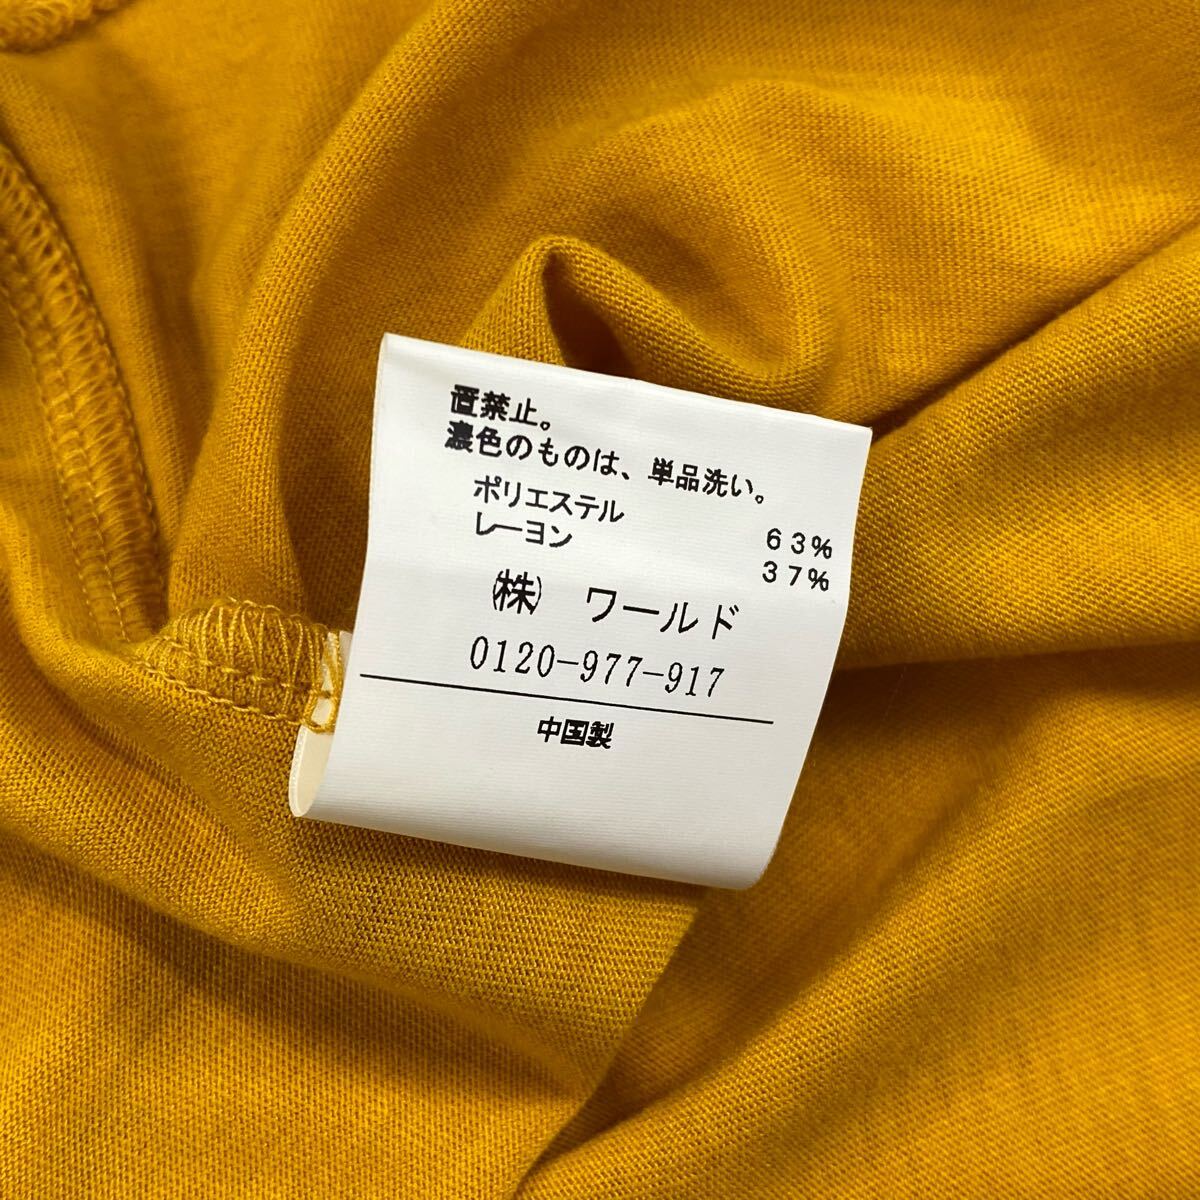 置禁止。
濃色のものは、単品洗い。
ポリエステル 63%
レーヨン 37%
㈱ ワールド
0120-977-917
中国製